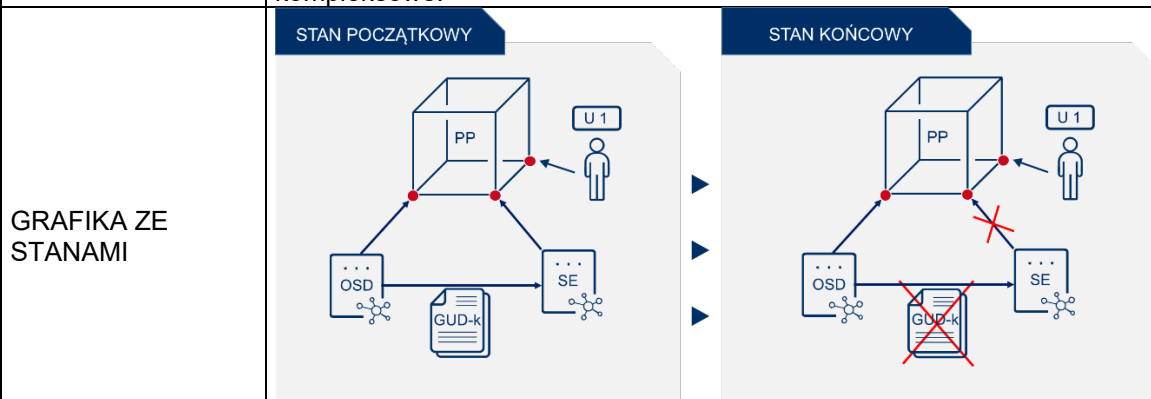 kompleksowe.
STAN POCZĄTKOWY
STAN KOŃCOWY
GRAFIKA ZE
STANAMI
PP
U 1
OSD
SE
GUD-k
PP
U 1
OSD
SE
GUD-k